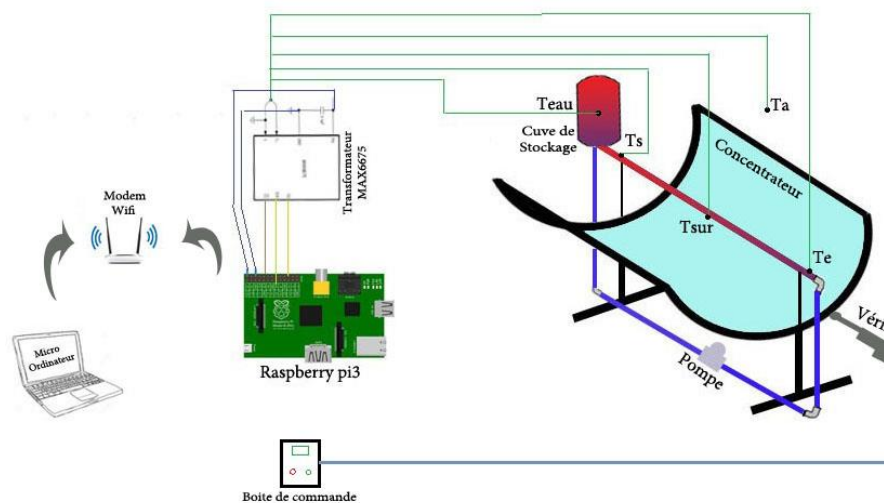 Teau
Cuve de
Stockage
Ts
Ta
Concentrateur
Tsur
Te
Transformateur
MAX6675
Modem
Wifi
Micro
Ordinateur
Raspberry pi3
Pompe
Véri
Boite de commande